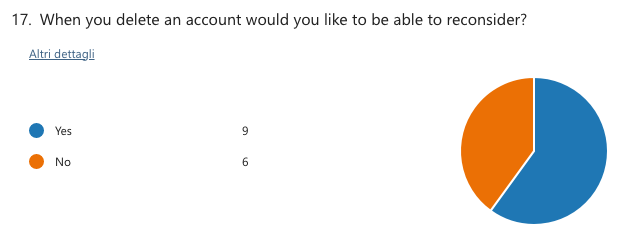 17. When you delete an account would you like to be able to reconsider?
Altri dettagli
Yes 9
No 6